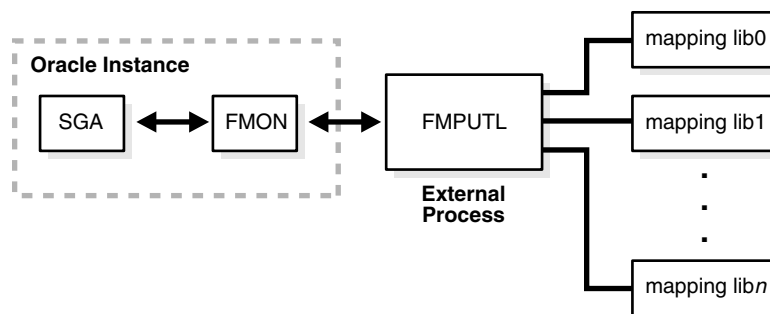 mapping lib0
Oracle Instance
SGA
FMON
FMPUTL
mapping lib1
External
Process
.
.
.
mapping libn